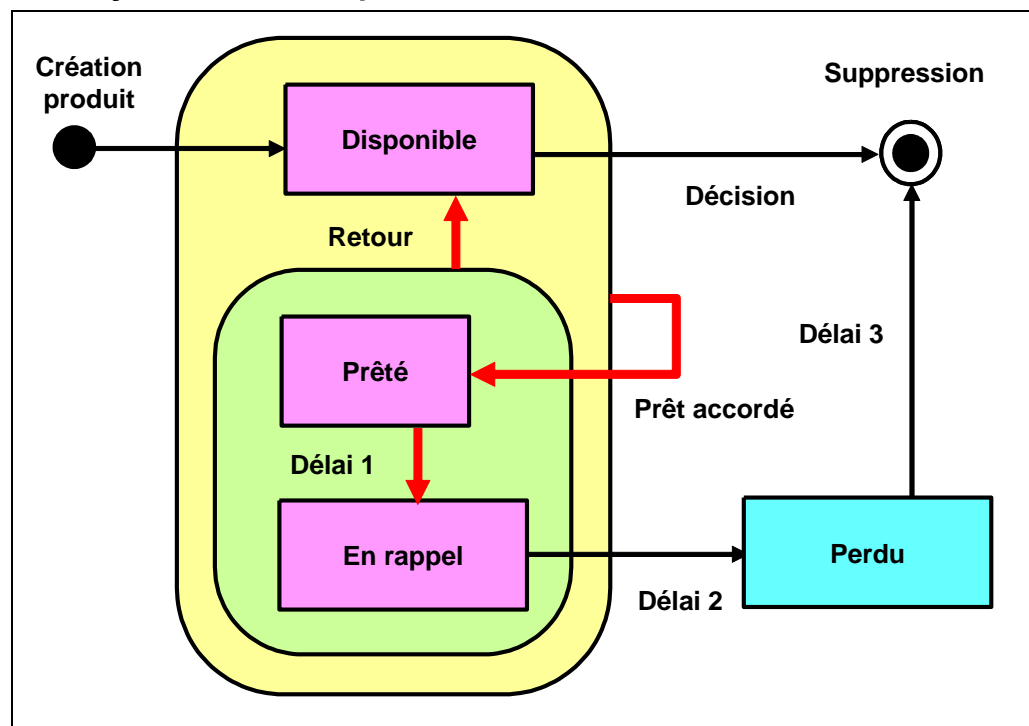 Création
produit
Suppression
Disponible
Décision
Retour
Prêté
Délai 3
Prêt accordé
Délai 1
En rappel
Perdu
Délai 2